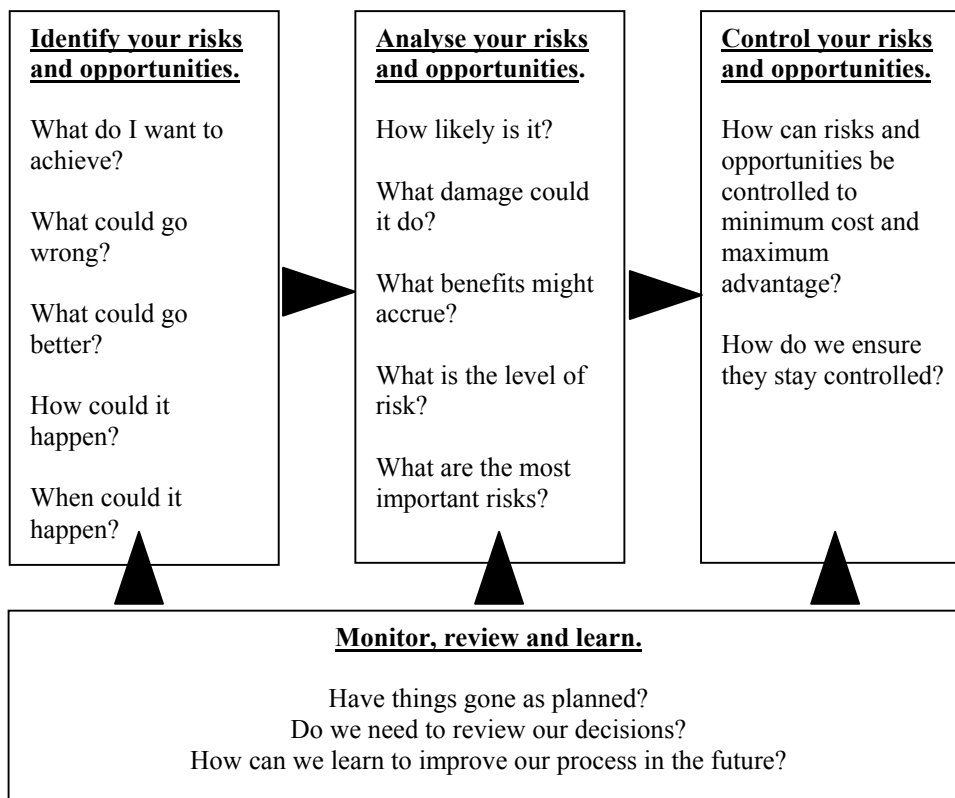 Identify your risks
and opportunities.
What do I want to
achieve?
What could go
wrong?
What could go
better?
How could it
happen?
When could it
happen?
Analyse your risks
and opportunities.
How likely is it?
What damage could
it do?
What benefits might
accrue?
What is the level of
risk?
What are the most
important risks?
Control your risks
and opportunities.
How can risks and
opportunities be
controlled to
minimum cost and
maximum
advantage?
How do we ensure
they stay controlled?
Monitor, review and learn.
Have things gone as planned?
Do we need to review our decisions?
How can we learn to improve our process in the future?